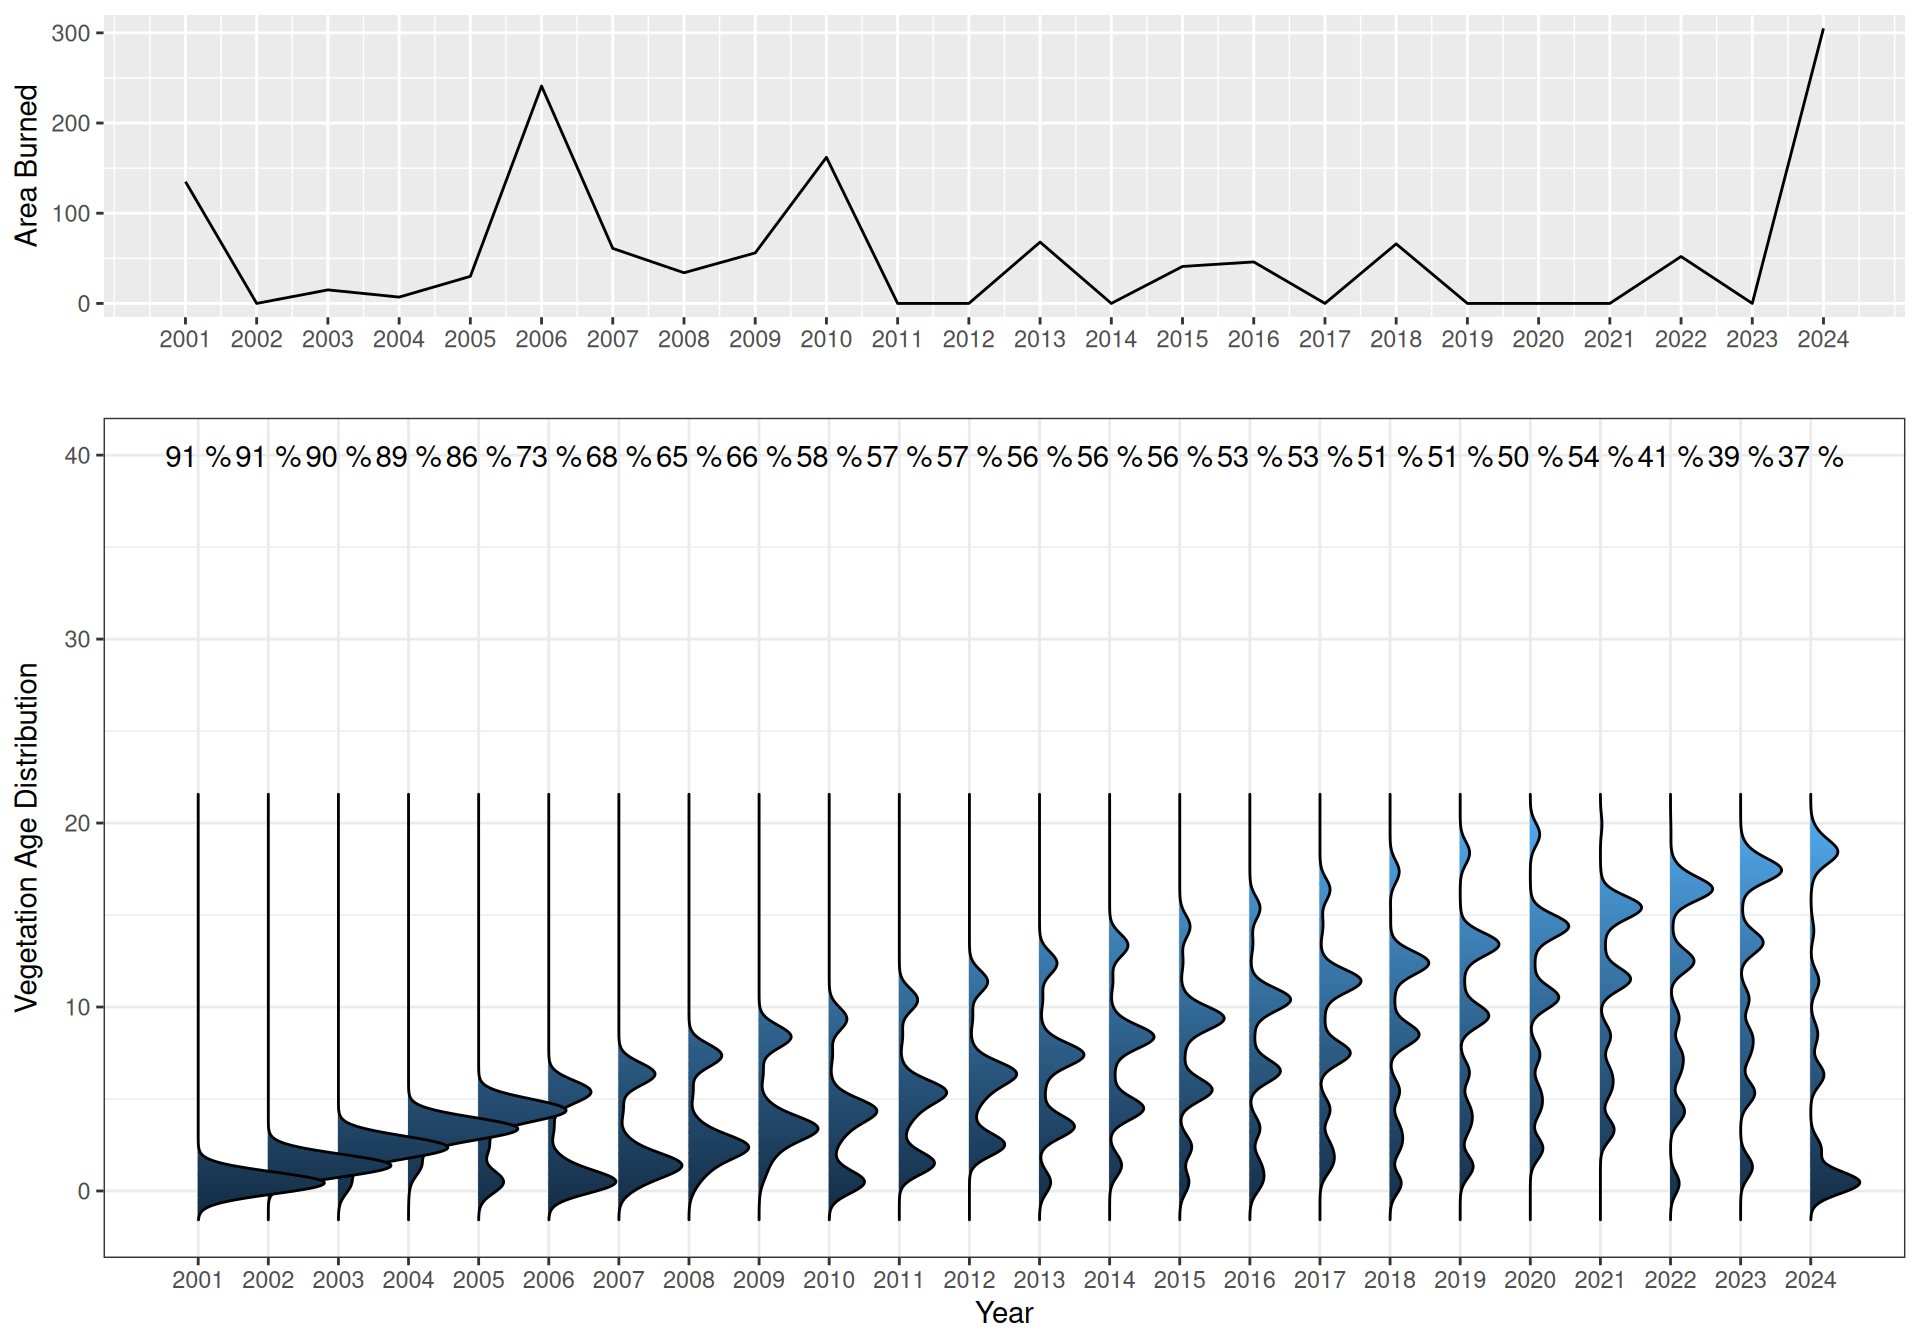 Area Burned
300
200
100
0
2001 2002 2003 2004 2005 2006 2007 2008 2009 2010 2011 2012 2013 2014 2015 2016 2017 2018 2019 2020 2021 2022 2023 2024
Vegetation Age Distribution
40
30
20
10
0
91 % 91 % 90 % 89 % 86 % 73 % 68 % 65 % 66 % 58 % 57 % 57 % 56 % 56 % 56 % 53 % 53 % 51 % 51 % 50 % 54 % 41 % 39 % 37 %
2001 2002 2003 2004 2005 2006 2007 2008 2009 2010 2011 2012 2013 2014 2015 2016 2017 2018 2019 2020 2021 2022 2023 2024
Year